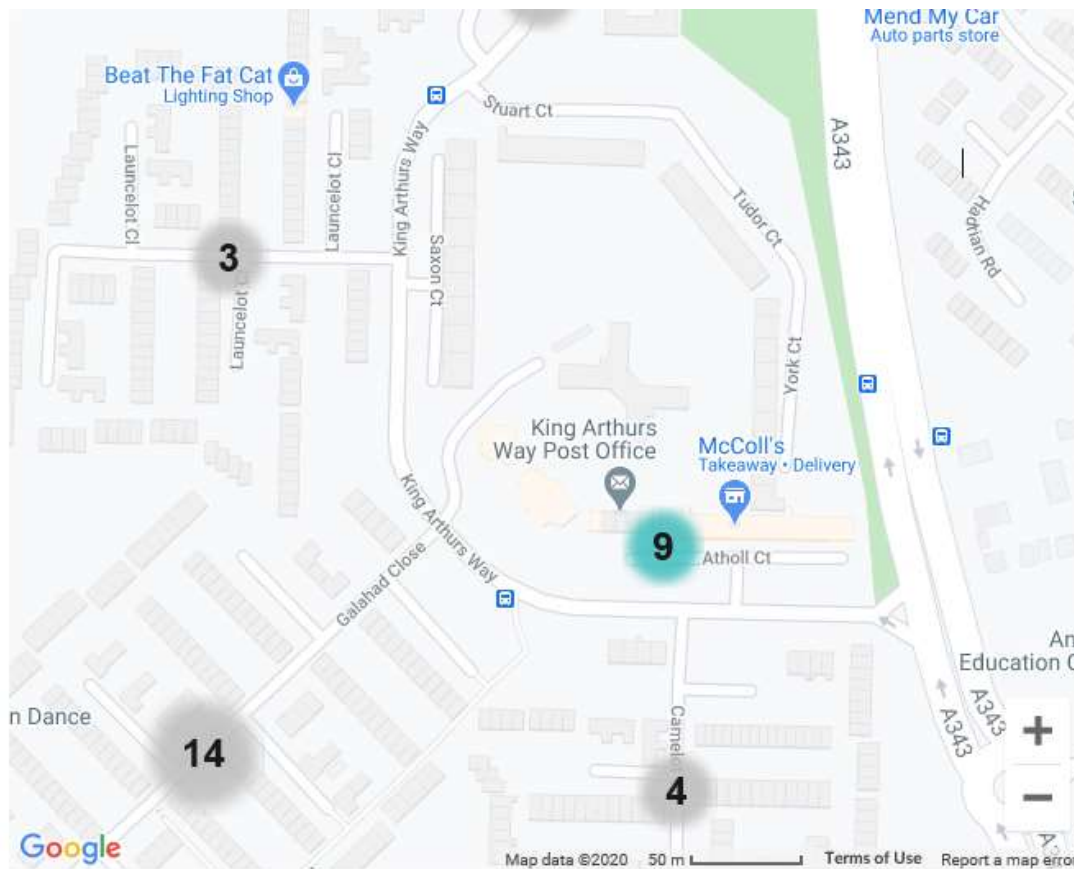 Mend My Car
Auto parts store
Beat The Fat Cat
Lighting Shop
Stuart Ct
A343
Launcelot Cl
Launcelot Cl
King Arthurs Way
Tudor Ct
Hadrian Rd
Saxon Ct
3
Launcelot C
York Ct
King Arthurs
Way Post Office
McColl's
Takeaway • Delivery
King Arthurs Way
9
Atholl Ct
Galahad Close
An
Education C
n Dance
A343
A343
Camelo
14
4
+
−
Google
Map data ©2020
50 m
Terms of Use
Report a map error